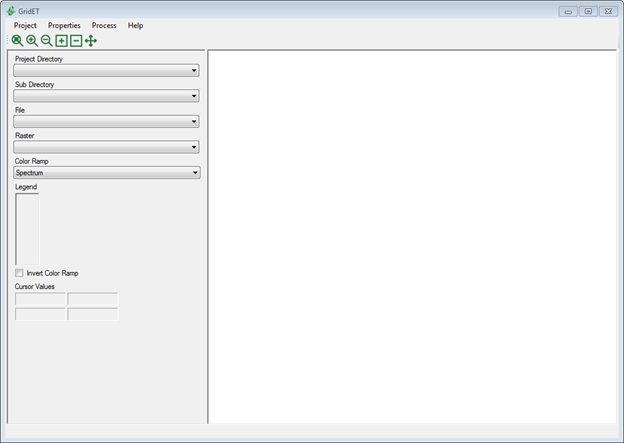 GridET
Project Properties Process Help
Project Directory
Sub Directory
File
Raster
Color Ramp
Spectrum
Legend
Invert Color Ramp
Cursor Values